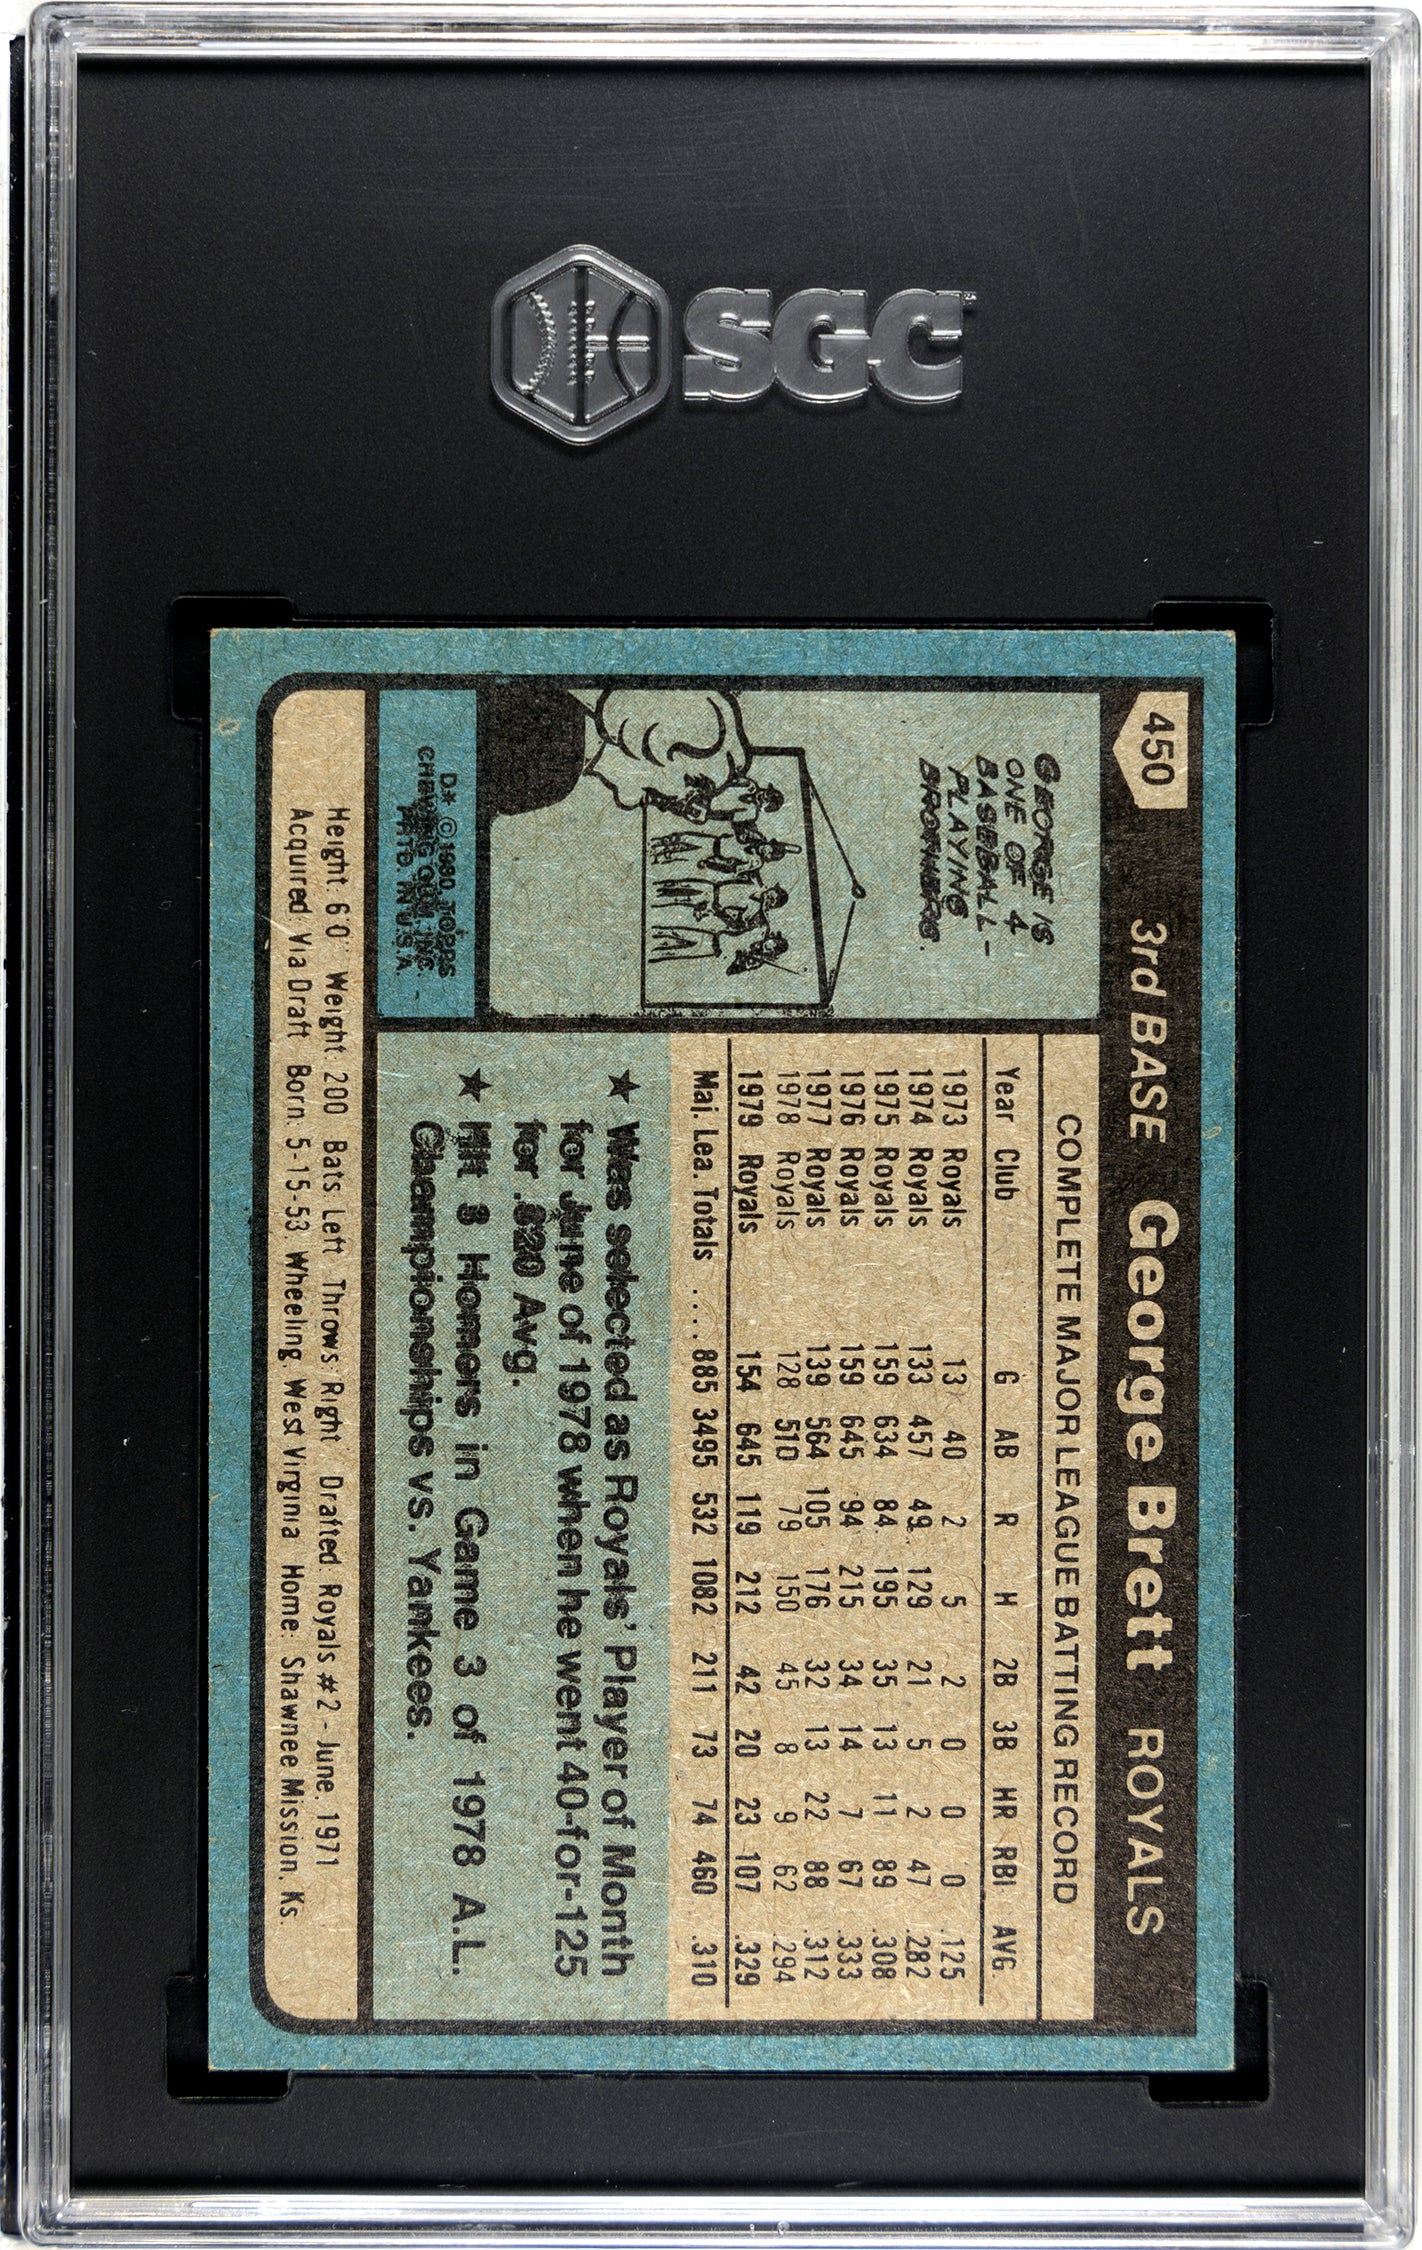 SGC
450 3rd BASE George Brett ROYALS
GEORGE IS
ONE OF 4
BASEBALL-
PLAYING
BROTHERS.
D* © 1980 TOPPS
CHEWING GUM, INC.
PRTD. IN U.S.A.
COMPLETE MAJOR LEAGUE BATTING RECORD
Year Club G AB R H 2B 3B HR RBI AVG.
1973 Royals 13 40 2 5 2 0 0 0 .125
1974 Royals 133 457 49 129 21 5 2 47 .282
1975 Royals 159 634 84 195 35 13 11 89 .308
1976 Royals 159 645 94 215 34 14 7 67 .333
1977 Royals 139 564 105 176 32 13 22 88 .312
1978 Royals 128 510 79 150 45 8 9 62 .294
1979 Royals 154 645 119 212 42 20 23 107 .329
Maj. Lea. Totals .... 885 3495 532 1082 211 73 74 460 .310
★ Was selected as Royals' Player of Month
for June of 1978 when he went 40-for-125
for .320 Avg.
★ Hit 3 Homers in Game 3 of 1978 A.L.
Championships vs. Yankees.
Height: 6'0" Weight: 200 Bats: Left Throws: Right Drafted: Royals #2 - June, 1971
Acquired: Via Draft Born: 5-15-53, Wheeling, West Virginia Home: Shawnee Mission, Ks.